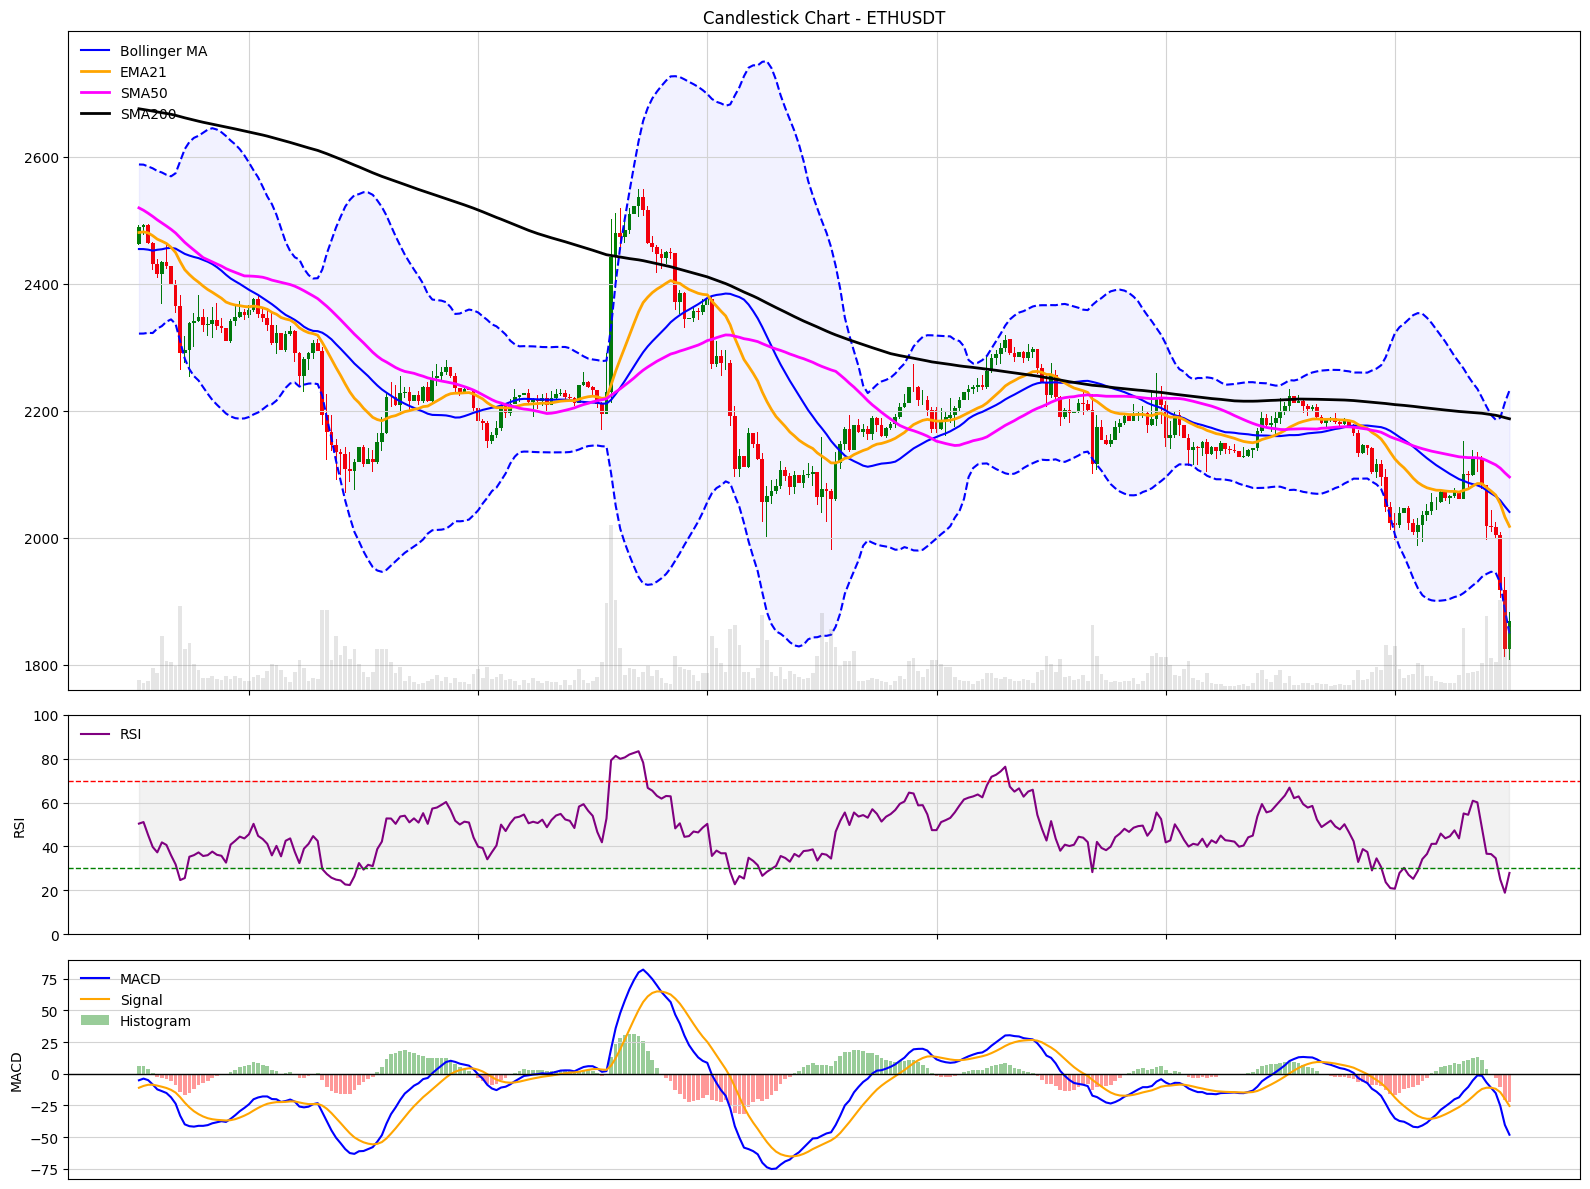 Candlestick Chart - ETHUSDT
Bollinger MA
EMA21
SMA50
SMA200
2600
2400
2200
2000
1800
100
RSI
80
60
RSI
40
20
0
MACD
75
Signal
50
Histogram
25
MACD
0
−25
−50
−75